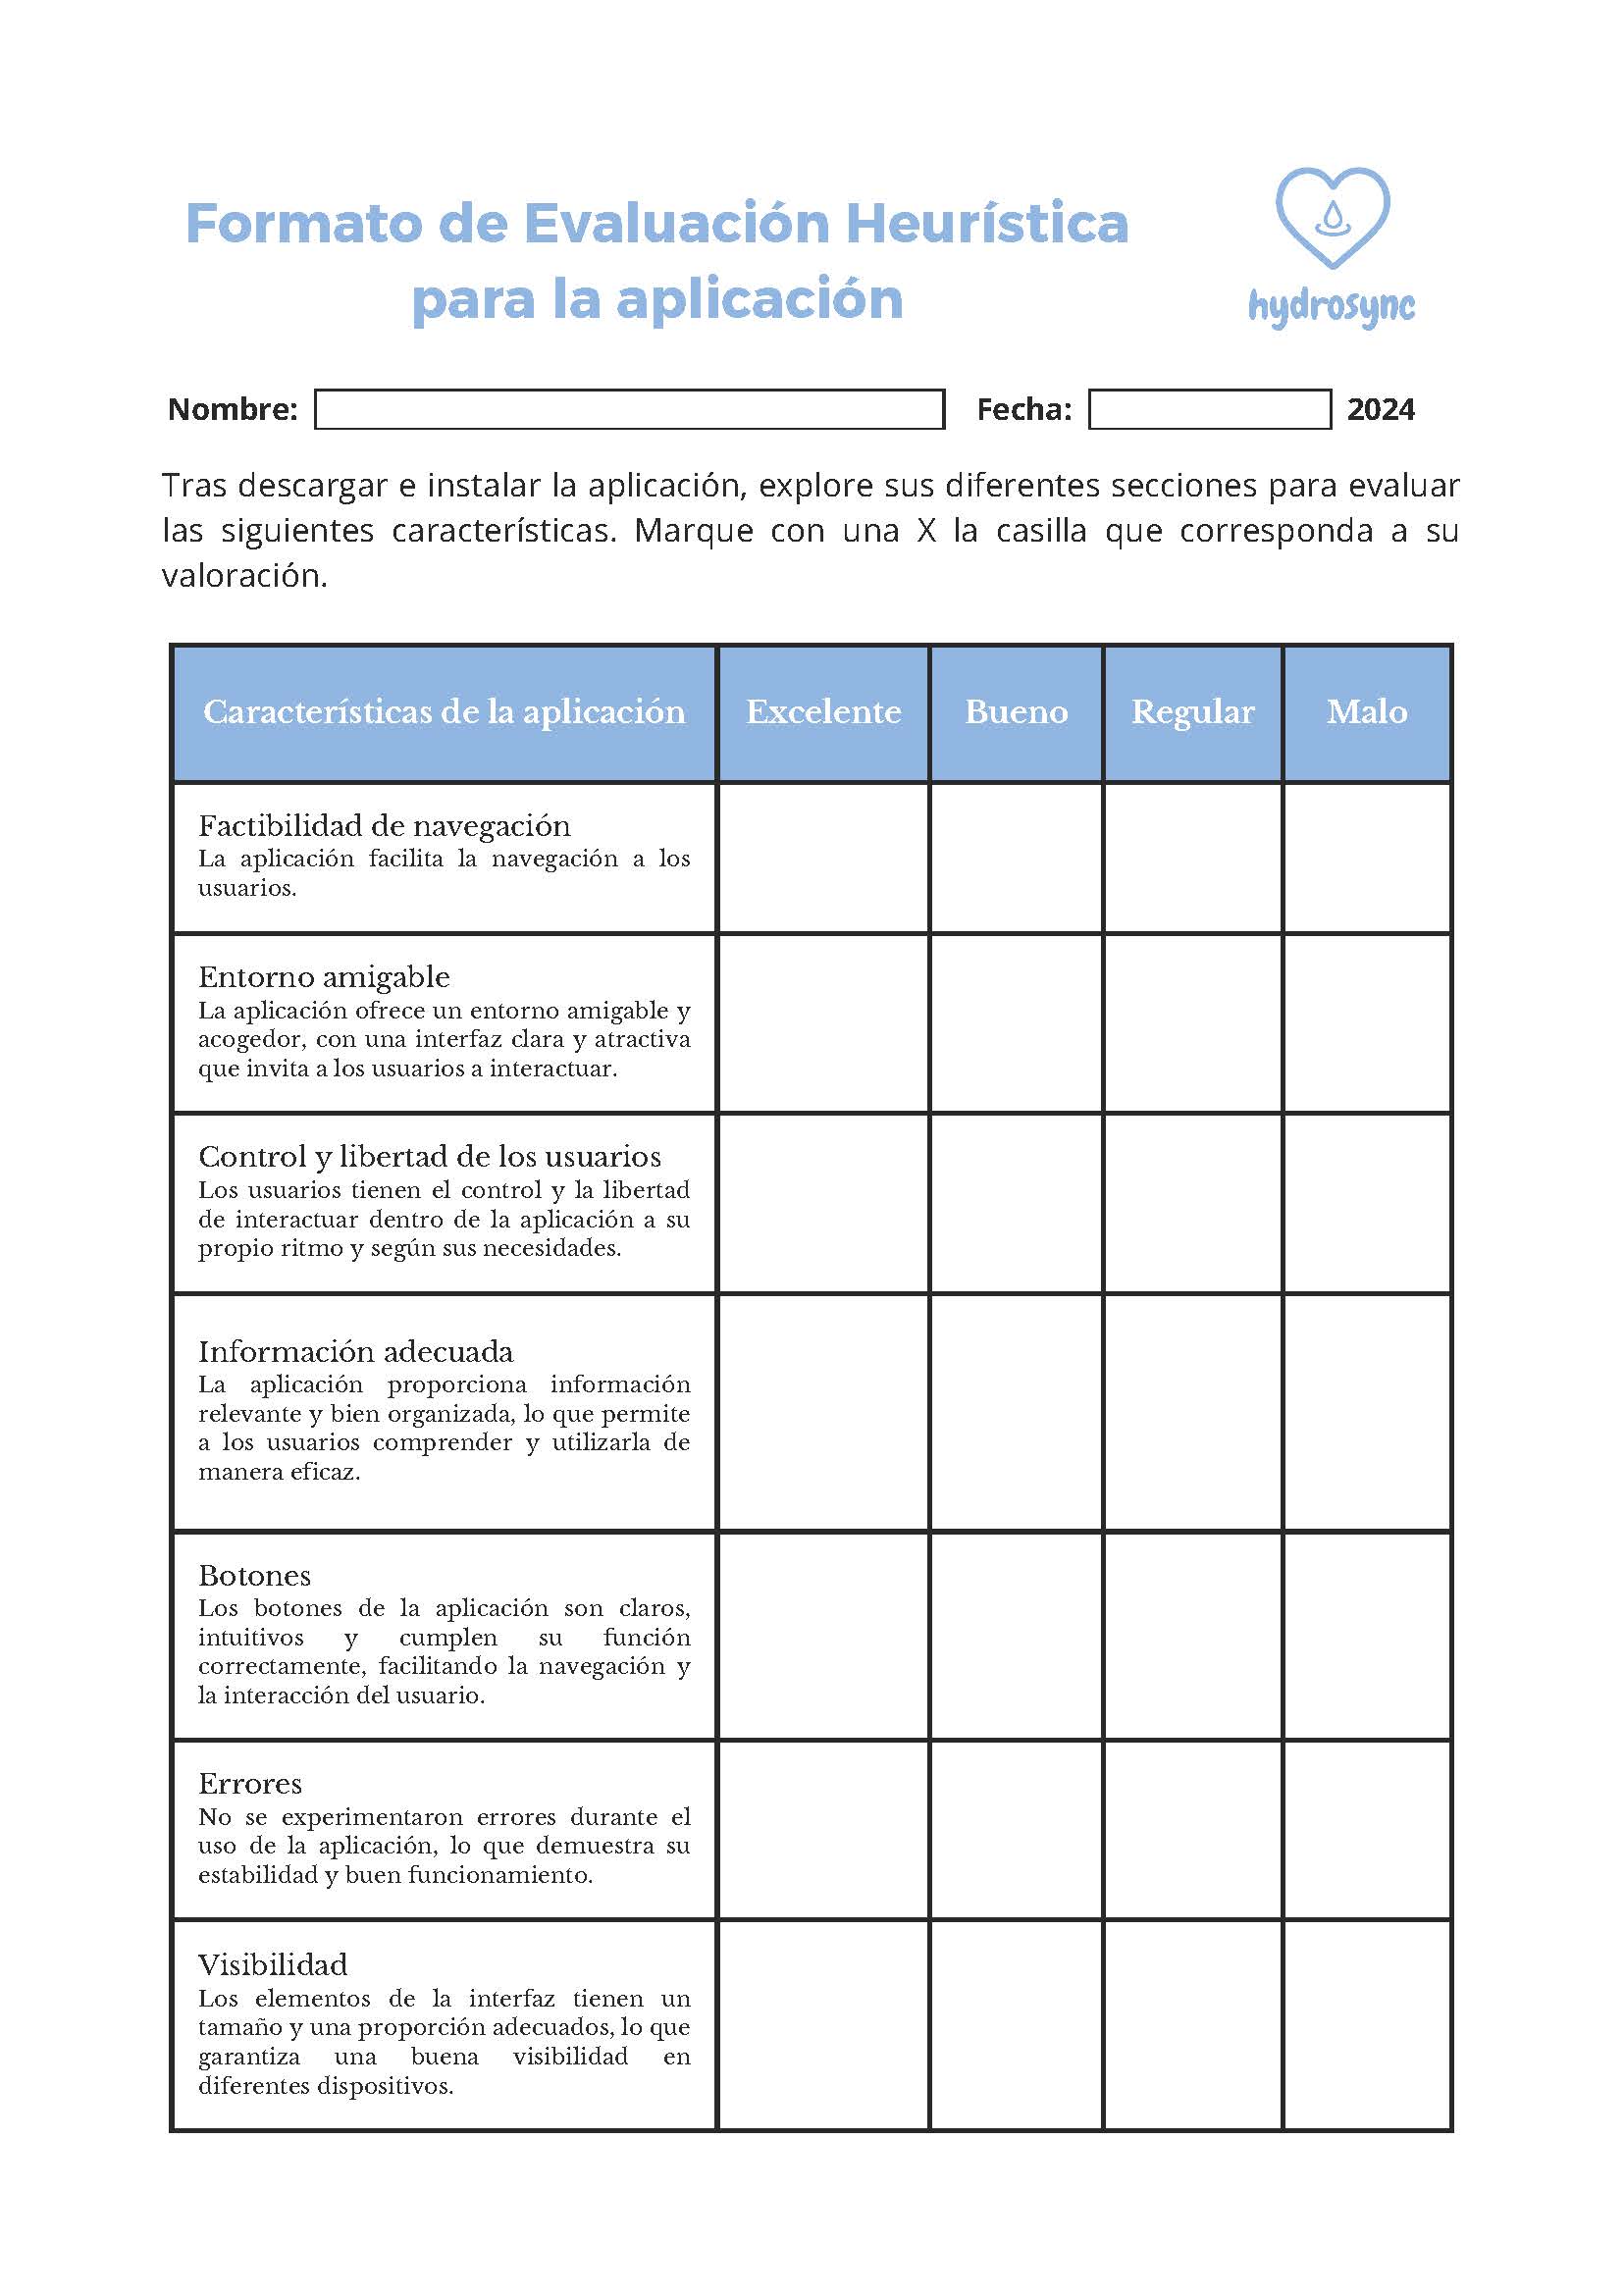 Formato de Evaluación Heurística
para la aplicación
hydrosync
Nombre:
Fecha:
2024
Tras descargar e instalar la aplicación, explore sus diferentes secciones para evaluar
las siguientes características. Marque con una X la casilla que corresponda a su
valoración.
Características de la aplicación
Excelente
Bueno
Regular
Malo
Factibilidad de navegación
La aplicación facilita la navegación a los
usuarios.
Entorno amigable
La aplicación ofrece un entorno amigable y
acogedor, con una interfaz clara y atractiva
que invita a los usuarios a interactuar.
Control y libertad de los usuarios
Los usuarios tienen el control y la libertad
de interactuar dentro de la aplicación a su
propio ritmo y según sus necesidades.
Información adecuada
La aplicación proporciona información
relevante y bien organizada, lo que permite
a los usuarios comprender y utilizarla de
manera eficaz.
Botones
Los botones de la aplicación son claros,
intuitivos y cumplen su función
correctamente, facilitando la navegación y
la interacción del usuario.
Errores
No se experimentaron errores durante el
uso de la aplicación, lo que demuestra su
estabilidad y buen funcionamiento.
Visibilidad
Los elementos de la interfaz tienen un
tamaño y una proporción adecuados, lo que
garantiza una buena visibilidad en
diferentes dispositivos.